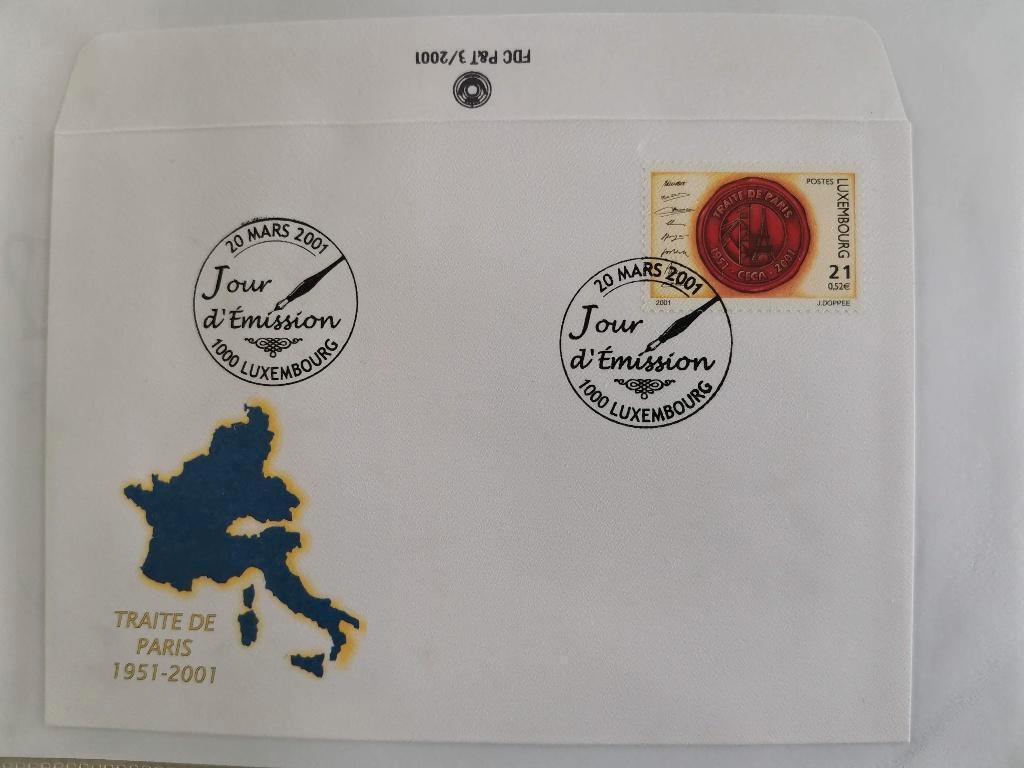 FDC P&T 3/2001
20 MARS 2001
Jour
d'Émission
1000 LUXEMBOURG
POSTES
LUXEMBOURG
21
0,52€
TRAITE DE PARIS
1951 · CECA · 2001
2001
J.DOPPEE
20 MARS 2001
Jour
d'Émission
1000 LUXEMBOURG
TRAITE DE
PARIS
1951-2001